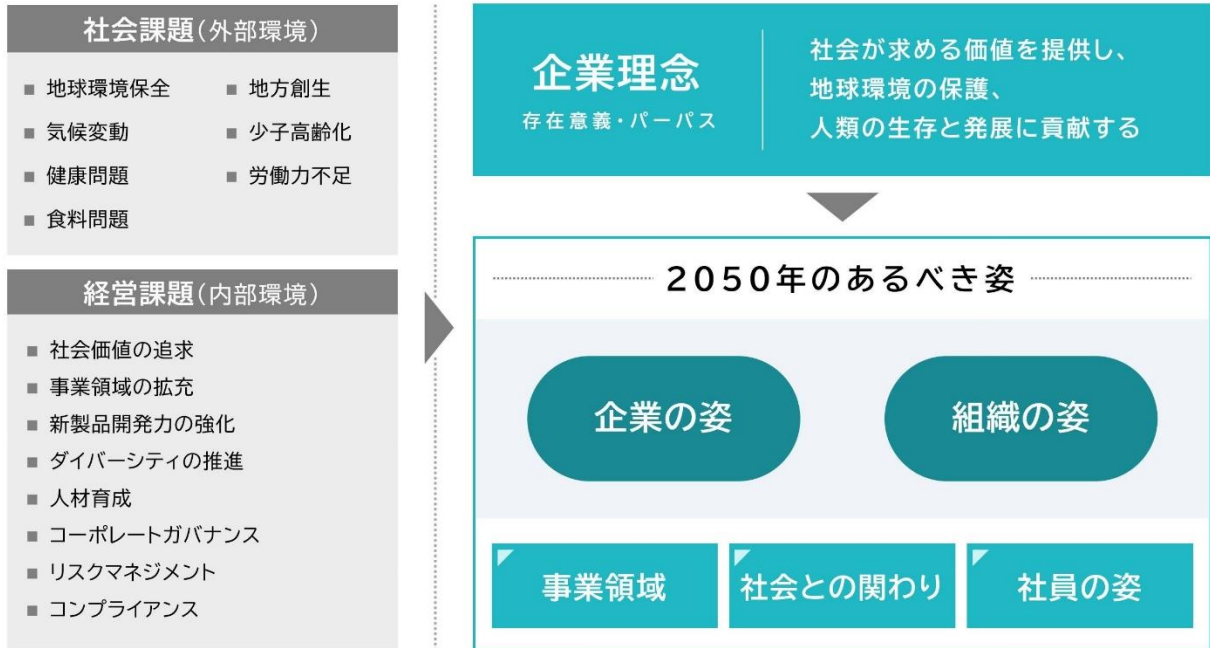 社会課題(外部環境)
■ 地球環境保全
■ 地方創生
■ 気候変動
■ 少子高齢化
■ 健康問題
■ 労働力不足
■ 食料問題
経営課題(内部環境)
■ 社会価値の追求
■ 事業領域の拡充
■ 新製品開発力の強化
■ ダイバーシティの推進
■ 人材育成
■ コーポレートガバナンス
■ リスクマネジメント
■ コンプライアンス
企業理念
存在意義・パーパス
社会が求める価値を提供し、
地球環境の保護、
人類の生存と発展に貢献する
2050年のあるべき姿
企業の姿
組織の姿
事業領域
社会との関わり
社員の姿